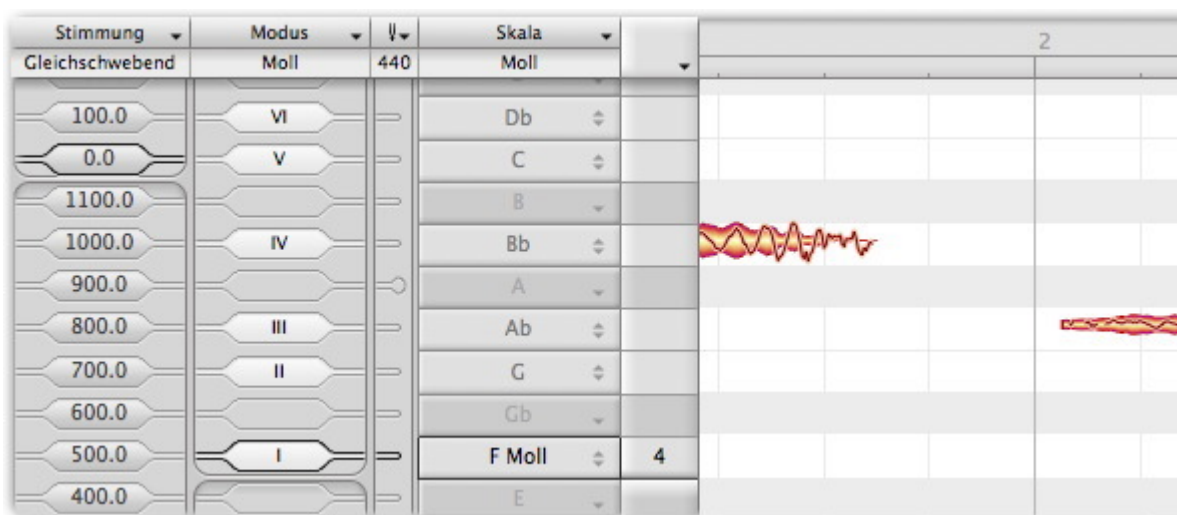 Stimmung Modus Skala
2
Gleichschwebend Moll 440 Moll
100.0 VI Db
0.0 V C
1100.0 B
1000.0 IV Bb
900.0 A
800.0 III Ab
700.0 II G
600.0 Gb
500.0 I F Moll 4
400.0 E